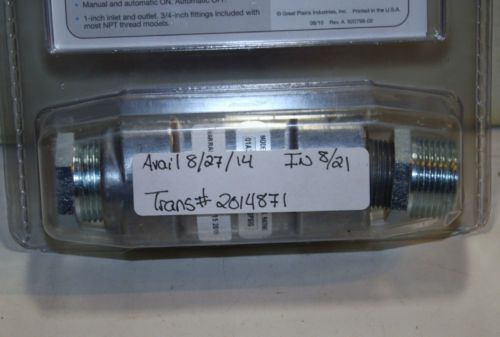 Manual and automatic ON. Automatic OFF.
1-inch inlet and outlet. 3/4-inch fittings included with
most NPT thread models.
© Great Plains Industries, Inc. Printed in the U.S.A.
Rev. A
Avail 8/27/14 IN 8/21
Trans# 2014871